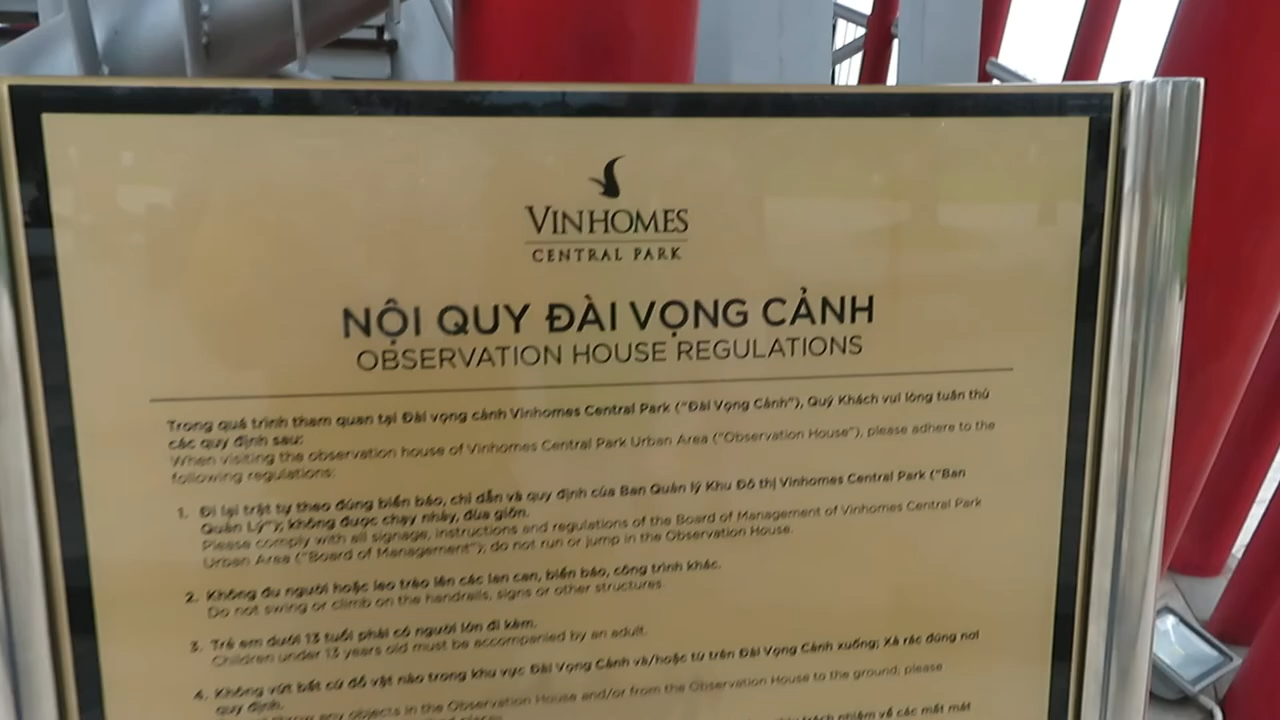 VINHOMES
CENTRAL PARK
NỘI QUY ĐÀI VỌNG CẢNH
OBSERVATION HOUSE REGULATIONS
Trong quá trình tham quan tại Đài vọng cảnh Vinhomes Central Park (“Đài Vọng Cảnh”), Quý Khách vui lòng tuân thủ
các quy định sau:
When visiting the observation house of Vinhomes Central Park Urban Area (“Observation House”), please adhere to the
following regulations:
1. Đi lại trật tự theo đúng biển báo, chỉ dẫn và quy định của Ban Quản lý Khu Đô thị Vinhomes Central Park (“Ban
Quản Lý”); không được chạy nhảy, đùa giỡn.
Please comply with all signage, instructions and regulations of the Board of Management of Vinhomes Central Park
Urban Area (“Board of Management”); do not run or jump in the Observation House.
2. Không đu người hoặc leo trèo lên các lan can, biển báo, công trình khác.
Do not swing or climb on the handrails, signs or other structures.
3. Trẻ em dưới 13 tuổi phải có người lớn đi kèm.
Children under 13 years old must be accompanied by an adult.
4. Không vứt bất cứ đồ vật nào trong khu vực Đài Vọng Cảnh và/hoặc từ trên Đài Vọng Cảnh xuống; Xả rác đúng nơi
quy định.
any objects in the Observation House and/or from the Observation House to the ground, please
trách nhiệm về các mất mát